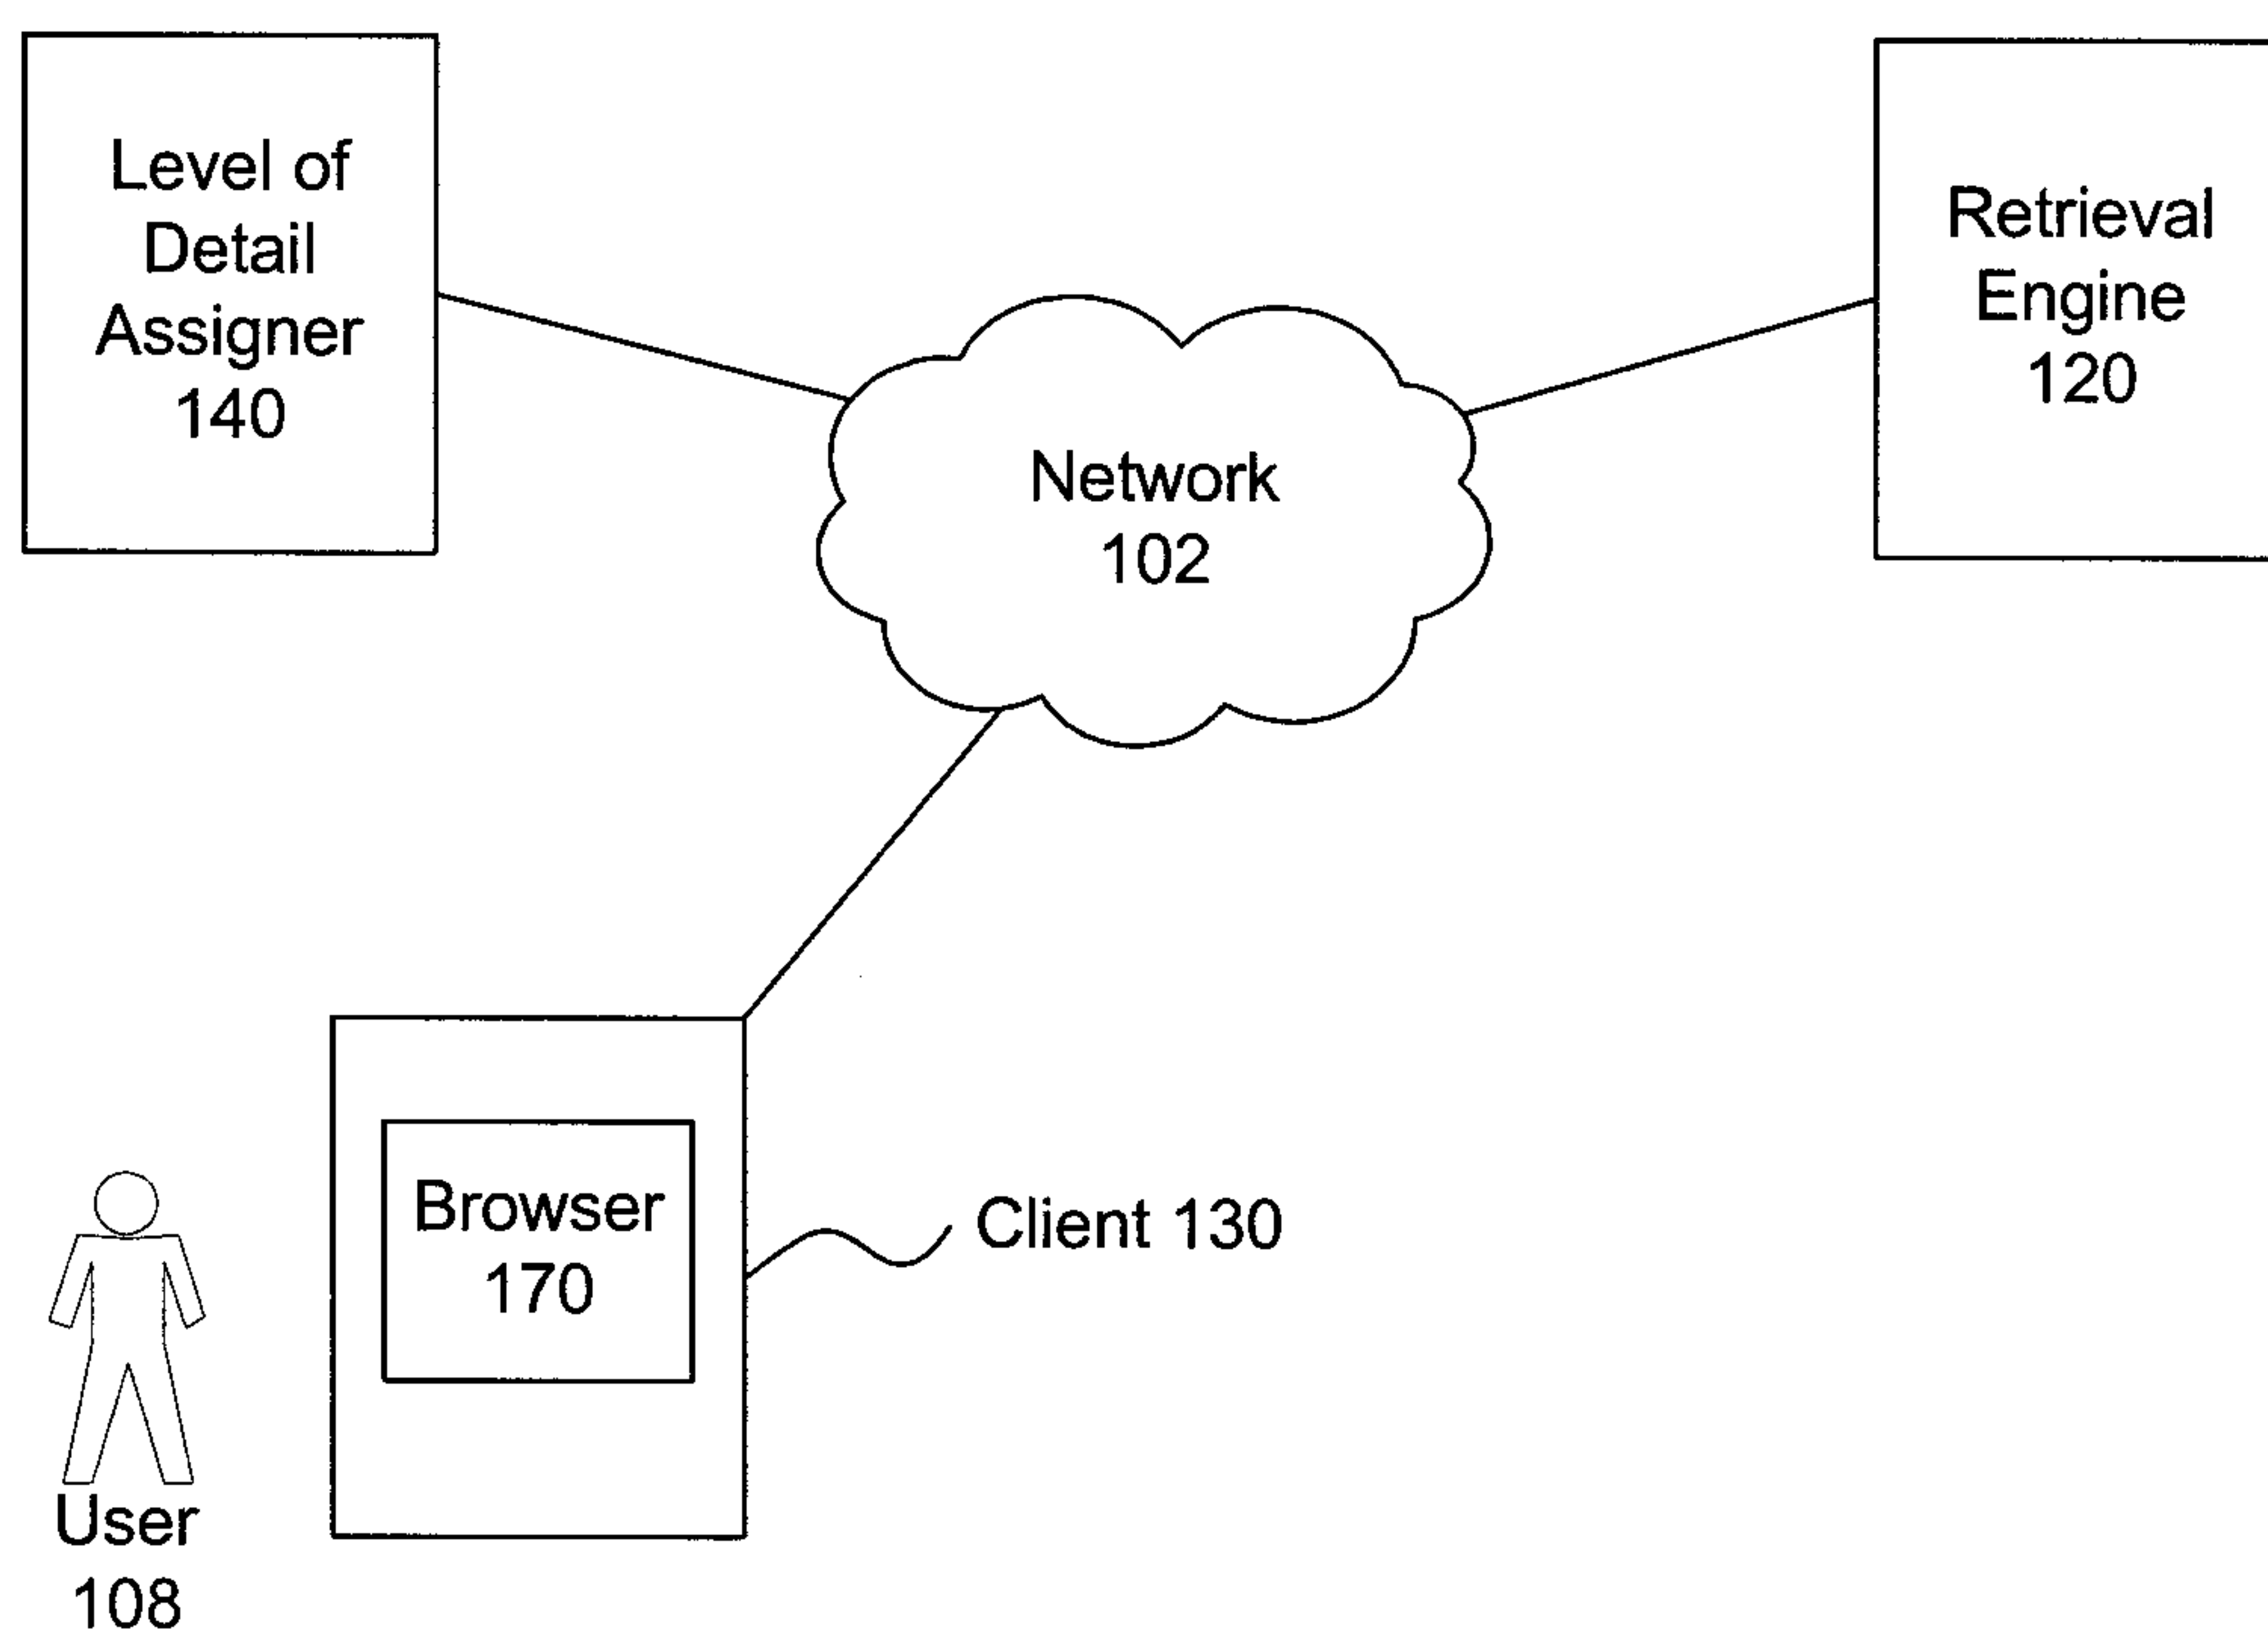 Level of
Detail
Assigner
140
Retrieval
Engine
120
Network
102
Browser
170
Client 130
User
108